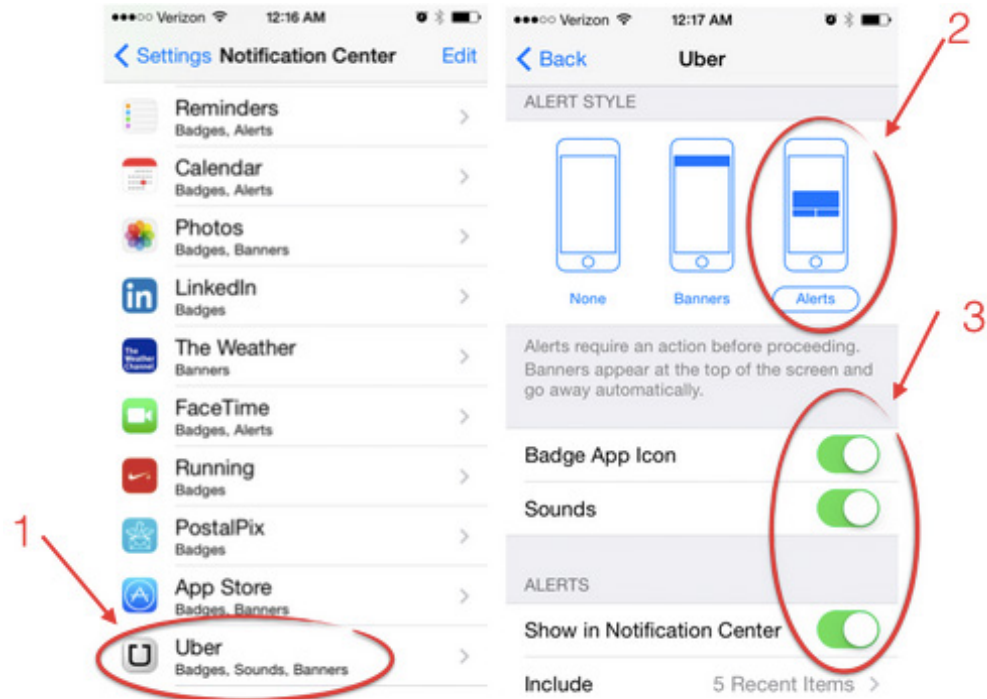 Verizon 12:16 AM
Settings Notification Center Edit
Reminders
Badges, Alerts
Calendar
Badges, Alerts
Photos
Badges, Banners
in
LinkedIn
Badges
The Weather Channel
The Weather
Banners
FaceTime
Badges, Alerts
Running
Badges
PostalPix
Badges
App Store
Badges, Banners
1
Uber
Badges, Sounds, Banners
Verizon 12:17 AM
2
Back Uber
ALERT STYLE
None Banners Alerts
3
Alerts require an action before proceeding.
Banners appear at the top of the screen and
go away automatically.
Badge App Icon
Sounds
ALERTS
Show in Notification Center
Include 5 Recent Items